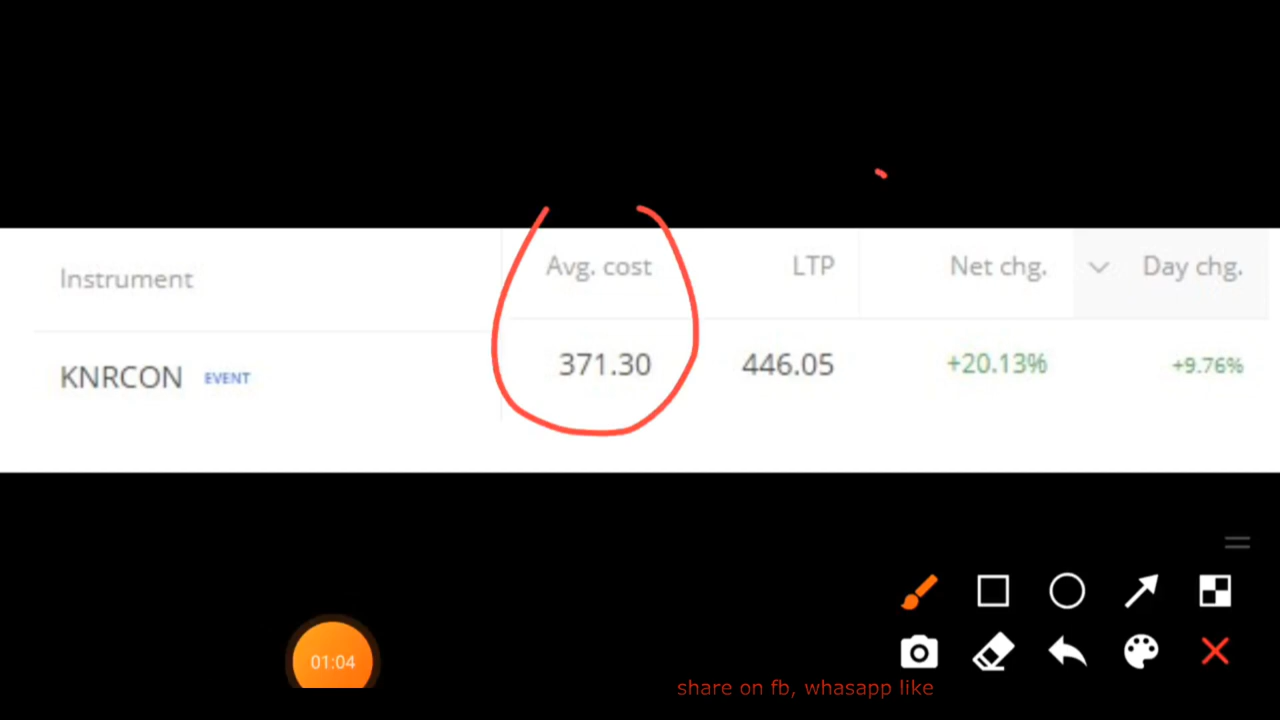 Instrument Avg. cost LTP Net chg. Day chg.
KNRCON EVENT 371.30 446.05 +20.13% +9.76%
01:04
share on fb, whasapp like